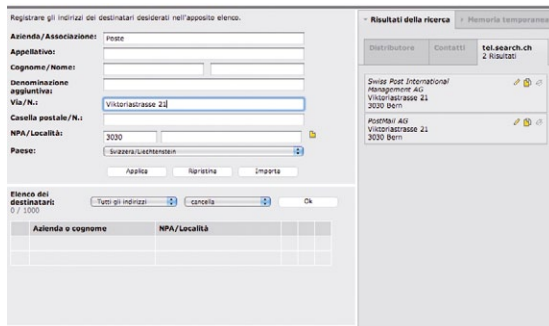 Registrare gli indirizzi dei destinatari desiderati nell'apposito elenco.
Azienda/Associazione: Poste
Appellativo:
Cognome/Nome:
Denominazione
aggiuntiva:
Via/N.: Viktoriastrasse 21
Casella postale/N.:
NPA/Località: 3030
Paese: Svizzera/Liechtenstein
Applica Ripristina Importa
Elenco dei
destinatari: Tutti gli indirizzi cancella Ok
0 / 1000
Azienda o cognome NPA/Località
Risultati della ricerca Memoria temporanea
Distributore Contatti tel.search.ch
2 Risultati
Swiss Post International
Management AG
Viktoriastrasse 21
3030 Bern
PostMail AG
Viktoriastrasse 21
3030 Bern